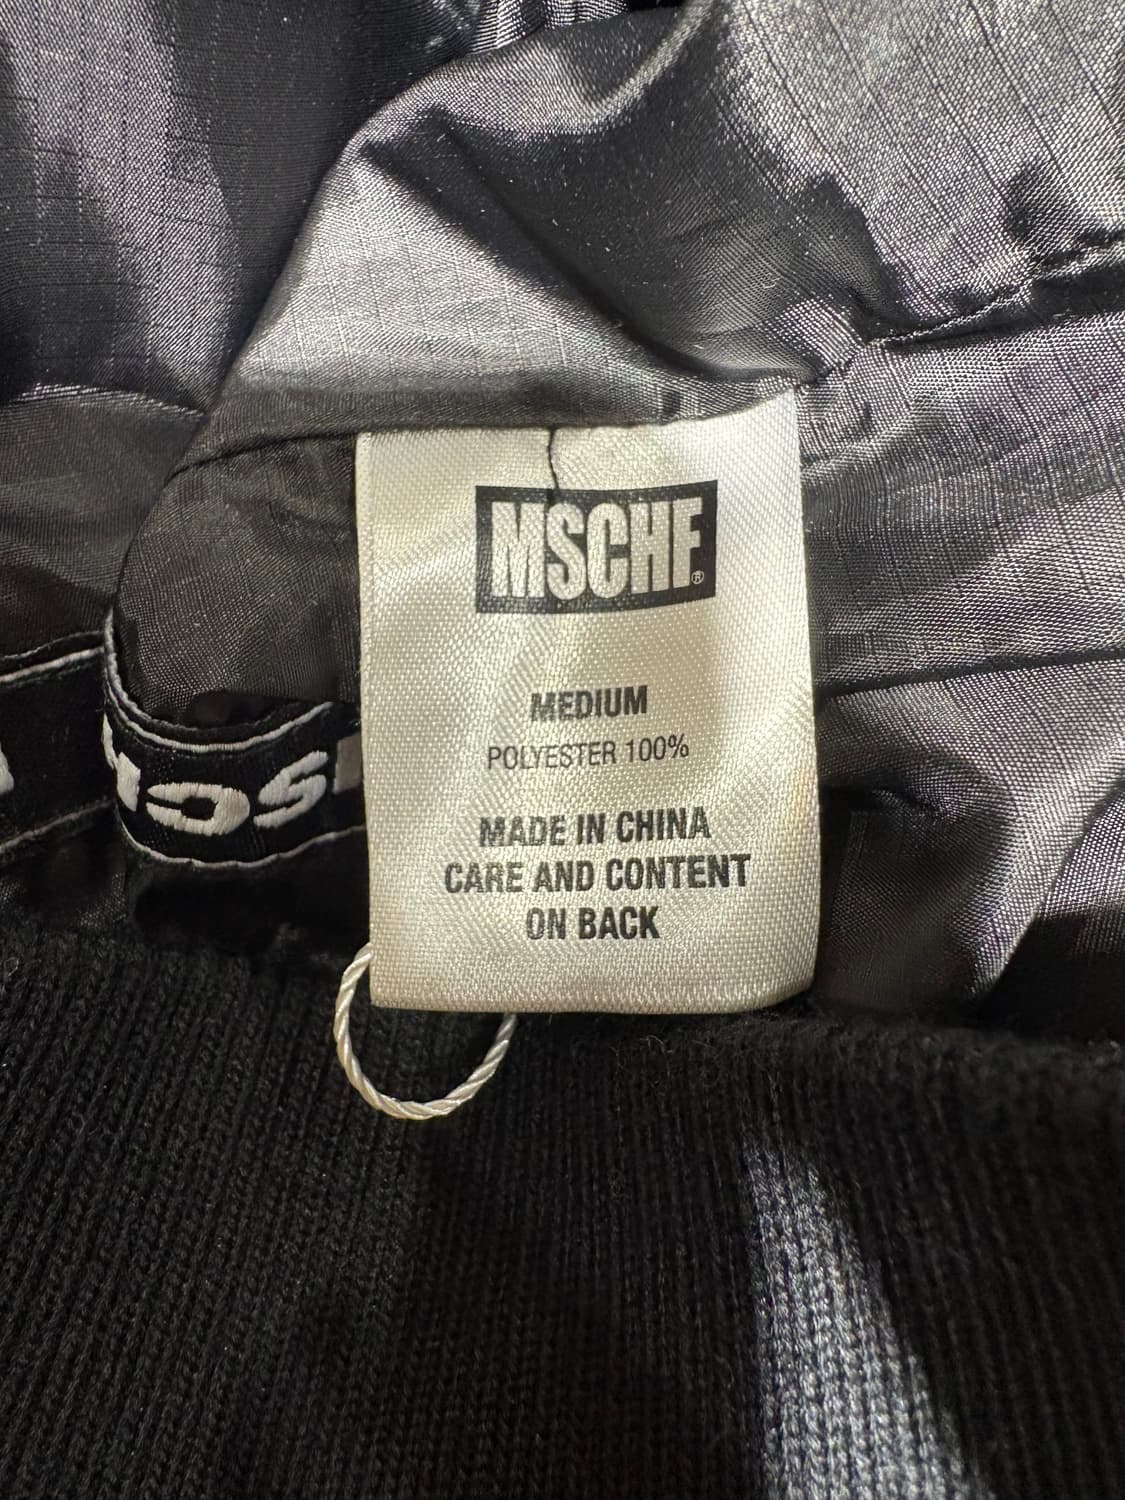 MSCHF®
MEDIUM
POLYESTER 100%
MADE IN CHINA
CARE AND CONTENT
ON BACK